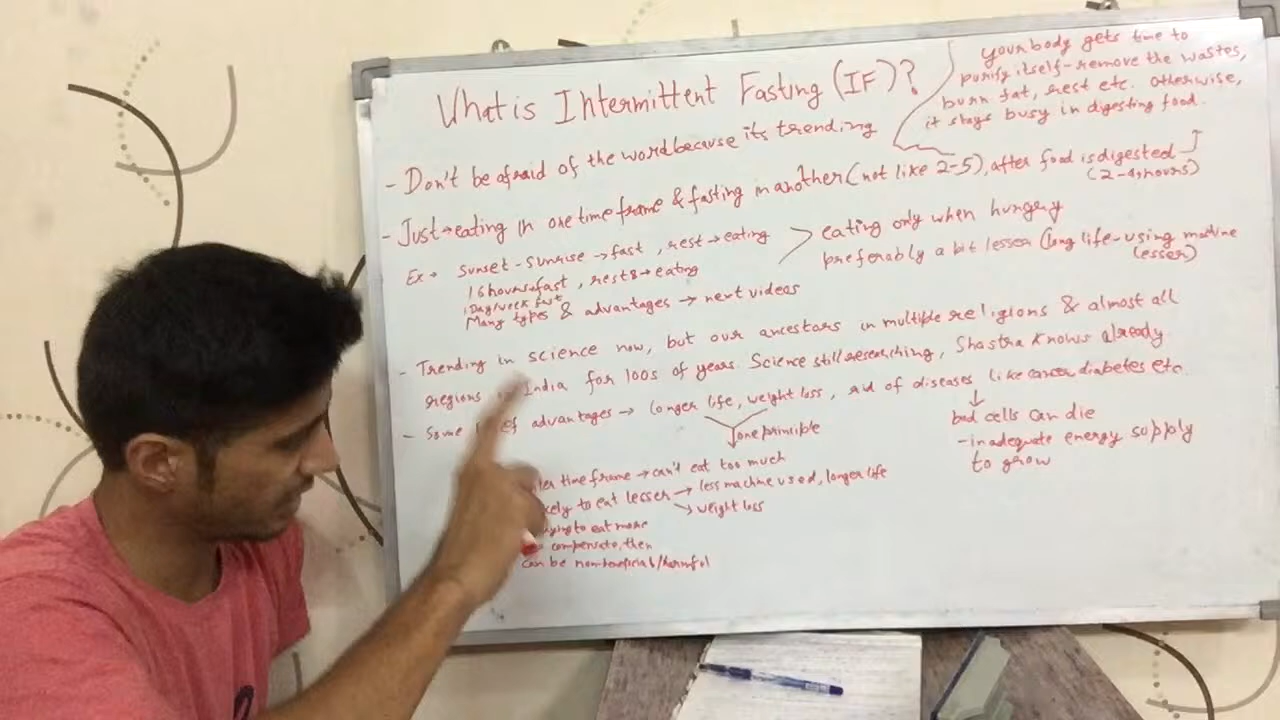 What is Intermittent Fasting (IF)?
your body gets time to
purify itself - remove the wastes,
burn fat, rest etc. Otherwise,
it stays busy in digesting food.
- Don't be afraid of the word because its trending
- Just → eating in one time frame & fasting in another (not like 2-5), after food is digested
(2-4 hours)
Ex → sunset - sunrise → fast , rest → eating
16 hours → fast , rest 8 → eating
1 Day/week fast
Many types & advantages → next videos
eating only when hungry
preferably a bit lesser (long life - using machine
lesser)
- Trending in science now, but our ancestors in multiple religions & almost all
regions India for 100s of years. Science still researching, Shastra knows already
- Some advantages → longer life, weight loss , rid of diseases like cancer, diabetes etc.
one principle
bad cells can die
- inadequate energy supply
to grow
time frame → can't eat too much
to eat lesser → less machine used, longer life
→ weight loss
to eat more
compensate, then
can be non-beneficial/harmful